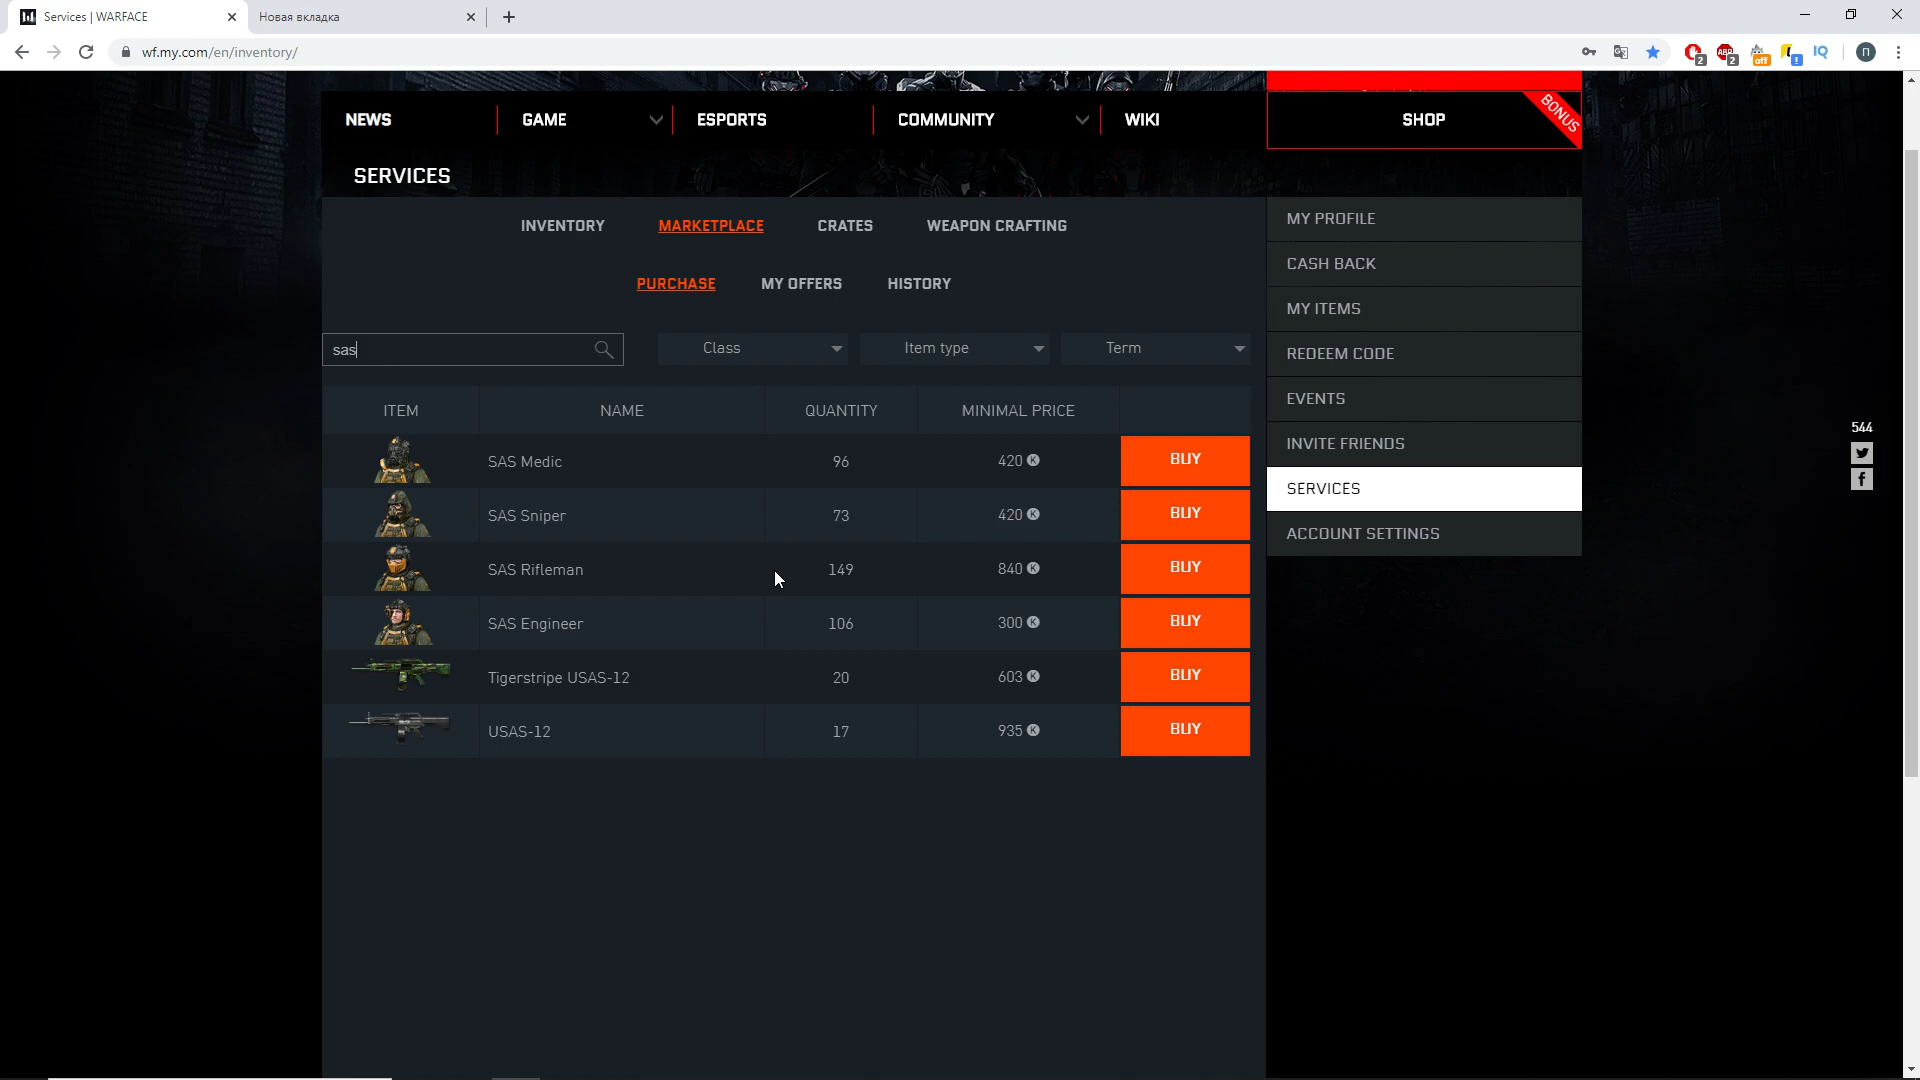 Services | WARFACE
Новая вкладка
wf.my.com/en/inventory/
2
2
off
!
IQ
П
NEWS
GAME
ESPORTS
COMMUNITY
WIKI
SHOP
BONUS
SERVICES
INVENTORY
MARKETPLACE
CRATES
WEAPON CRAFTING
PURCHASE
MY OFFERS
HISTORY
sas
Class
Item type
Term
ITEM NAME QUANTITY MINIMAL PRICE
SAS Medic 96 420 K BUY
SAS Sniper 73 420 K BUY
SAS Rifleman 149 840 K BUY
SAS Engineer 106 300 K BUY
Tigerstripe USAS-12 20 603 K BUY
USAS-12 17 935 K BUY
MY PROFILE
CASH BACK
MY ITEMS
REDEEM CODE
EVENTS
INVITE FRIENDS
SERVICES
ACCOUNT SETTINGS
544